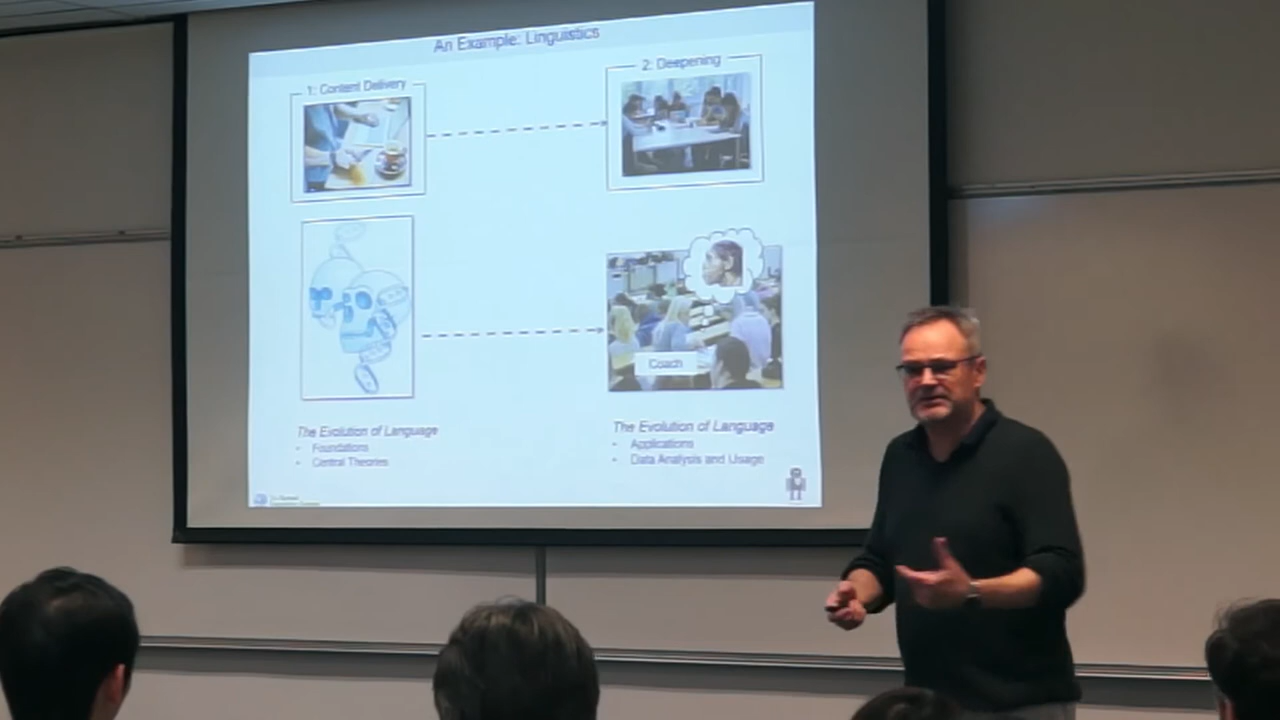 An Example: Linguistics
1: Content Delivery
2: Deepening
Coach
The Evolution of Language
• Foundations
• Central Theories
The Evolution of Language
• Applications
• Data Analysis and Usage